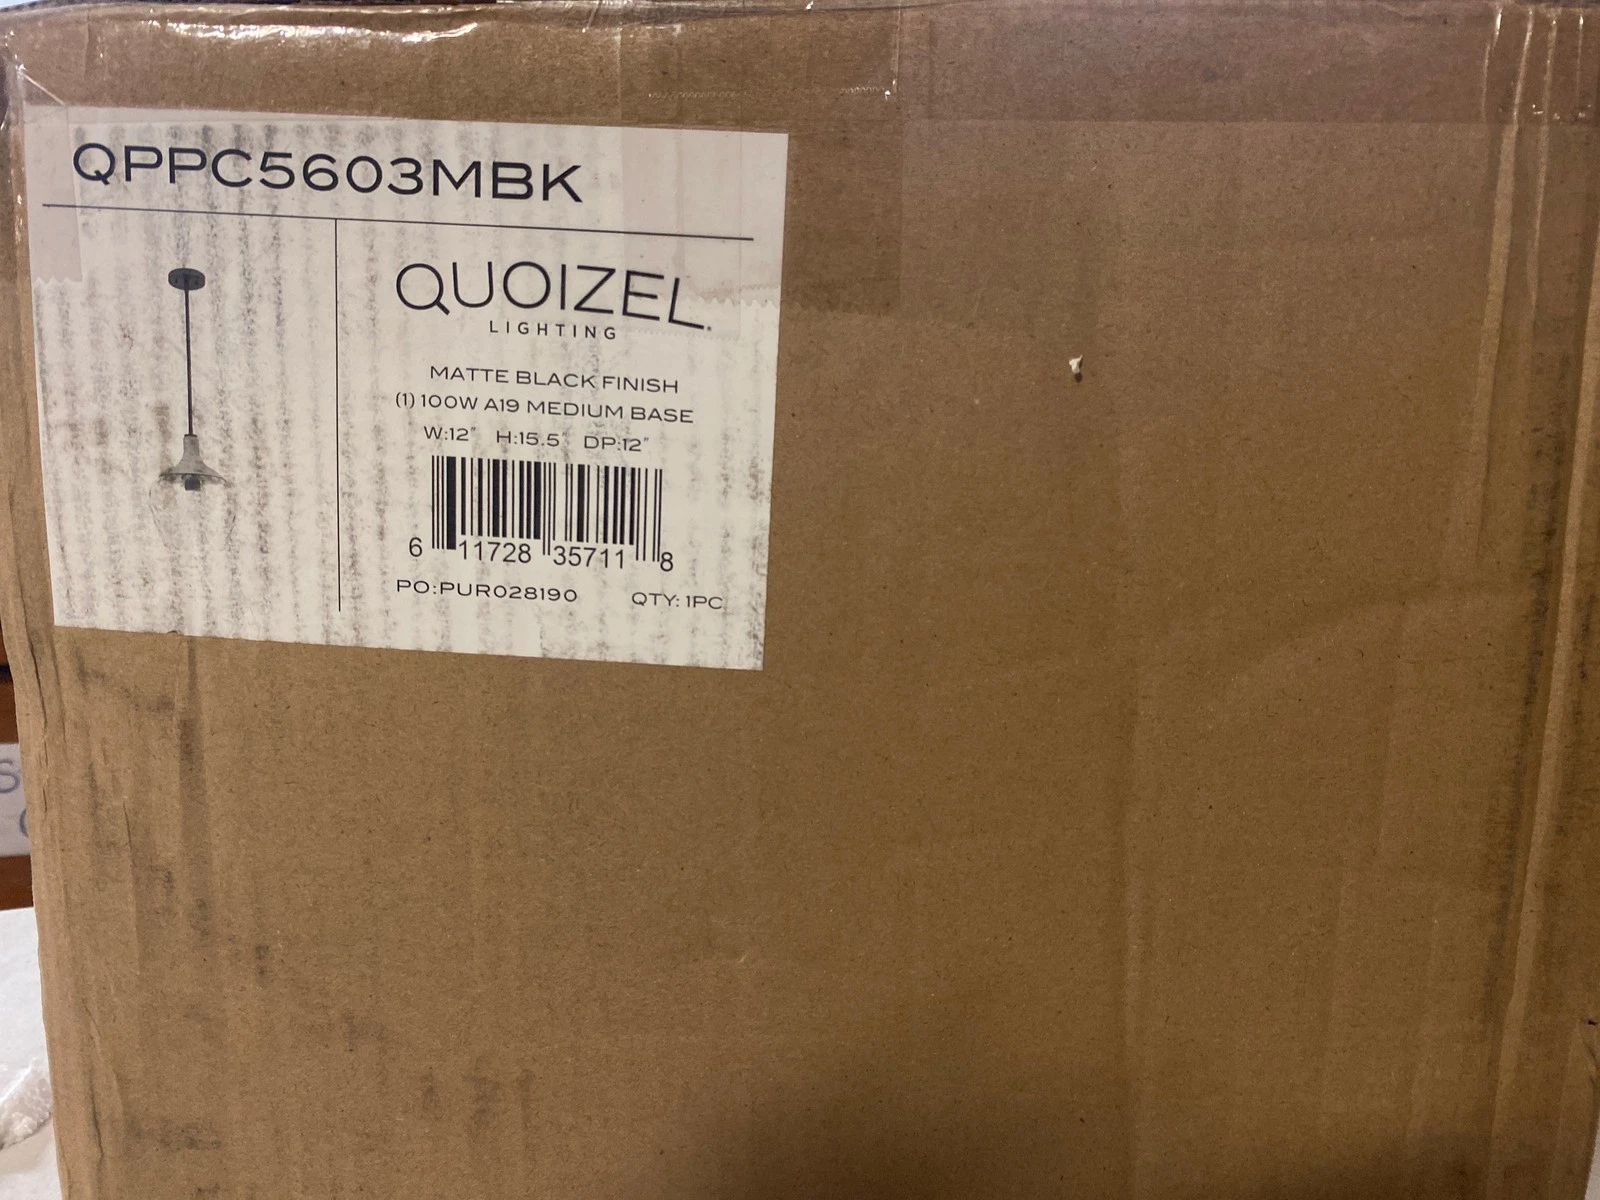 QPPC5603MBK
QUOIZEL.
LIGHTING
MATTE BLACK FINISH
(1) 100W A19 MEDIUM BASE
W:12" H:15.5" DP:12"
6 11728 35711 8
PO:PUR028190 QTY: 1PC